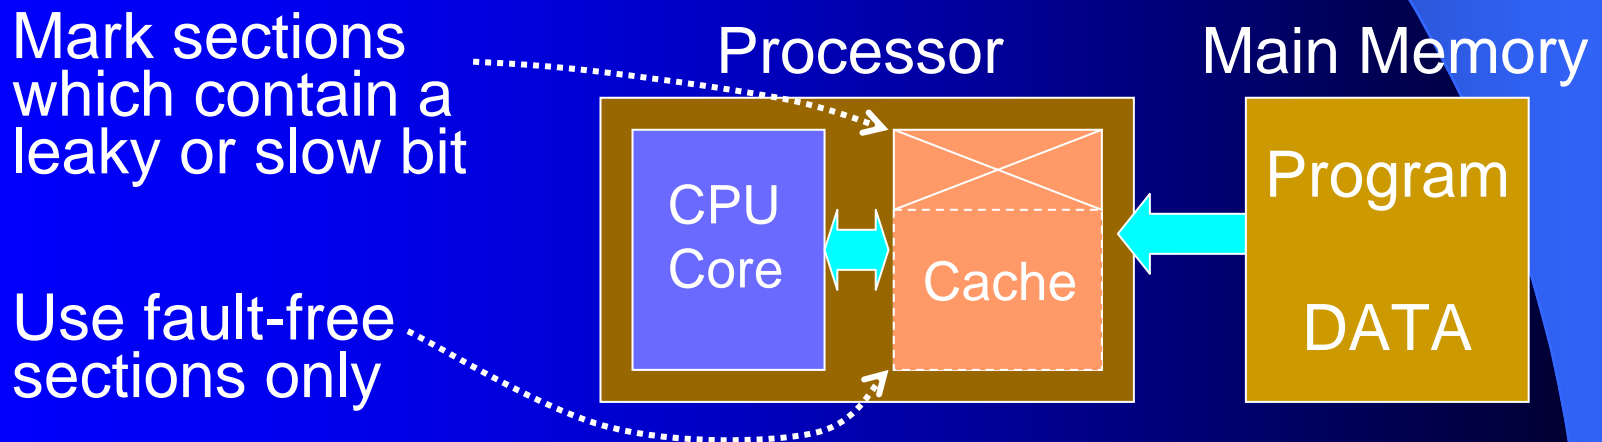 Mark sections
which contain a
leaky or slow bit
Use fault-free
sections only
Processor
CPU
Core
Cache
Main Memory
Program
DATA